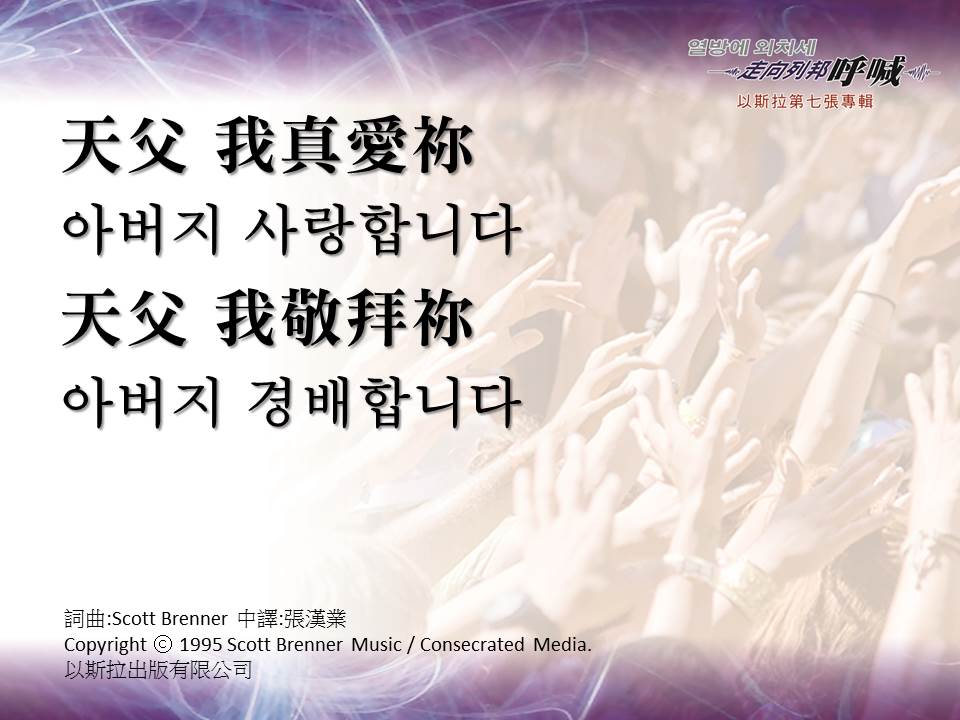 열방에 외치세
走向列邦呼喊
以斯拉第七張專輯
天父 我真愛祢
아버지 사랑합니다
天父 我敬拜祢
아버지 경배합니다
詞曲:Scott Brenner 中譯:張漢業
Copyright ⓒ 1995 Scott Brenner Music / Consecrated Media.
以斯拉出版有限公司